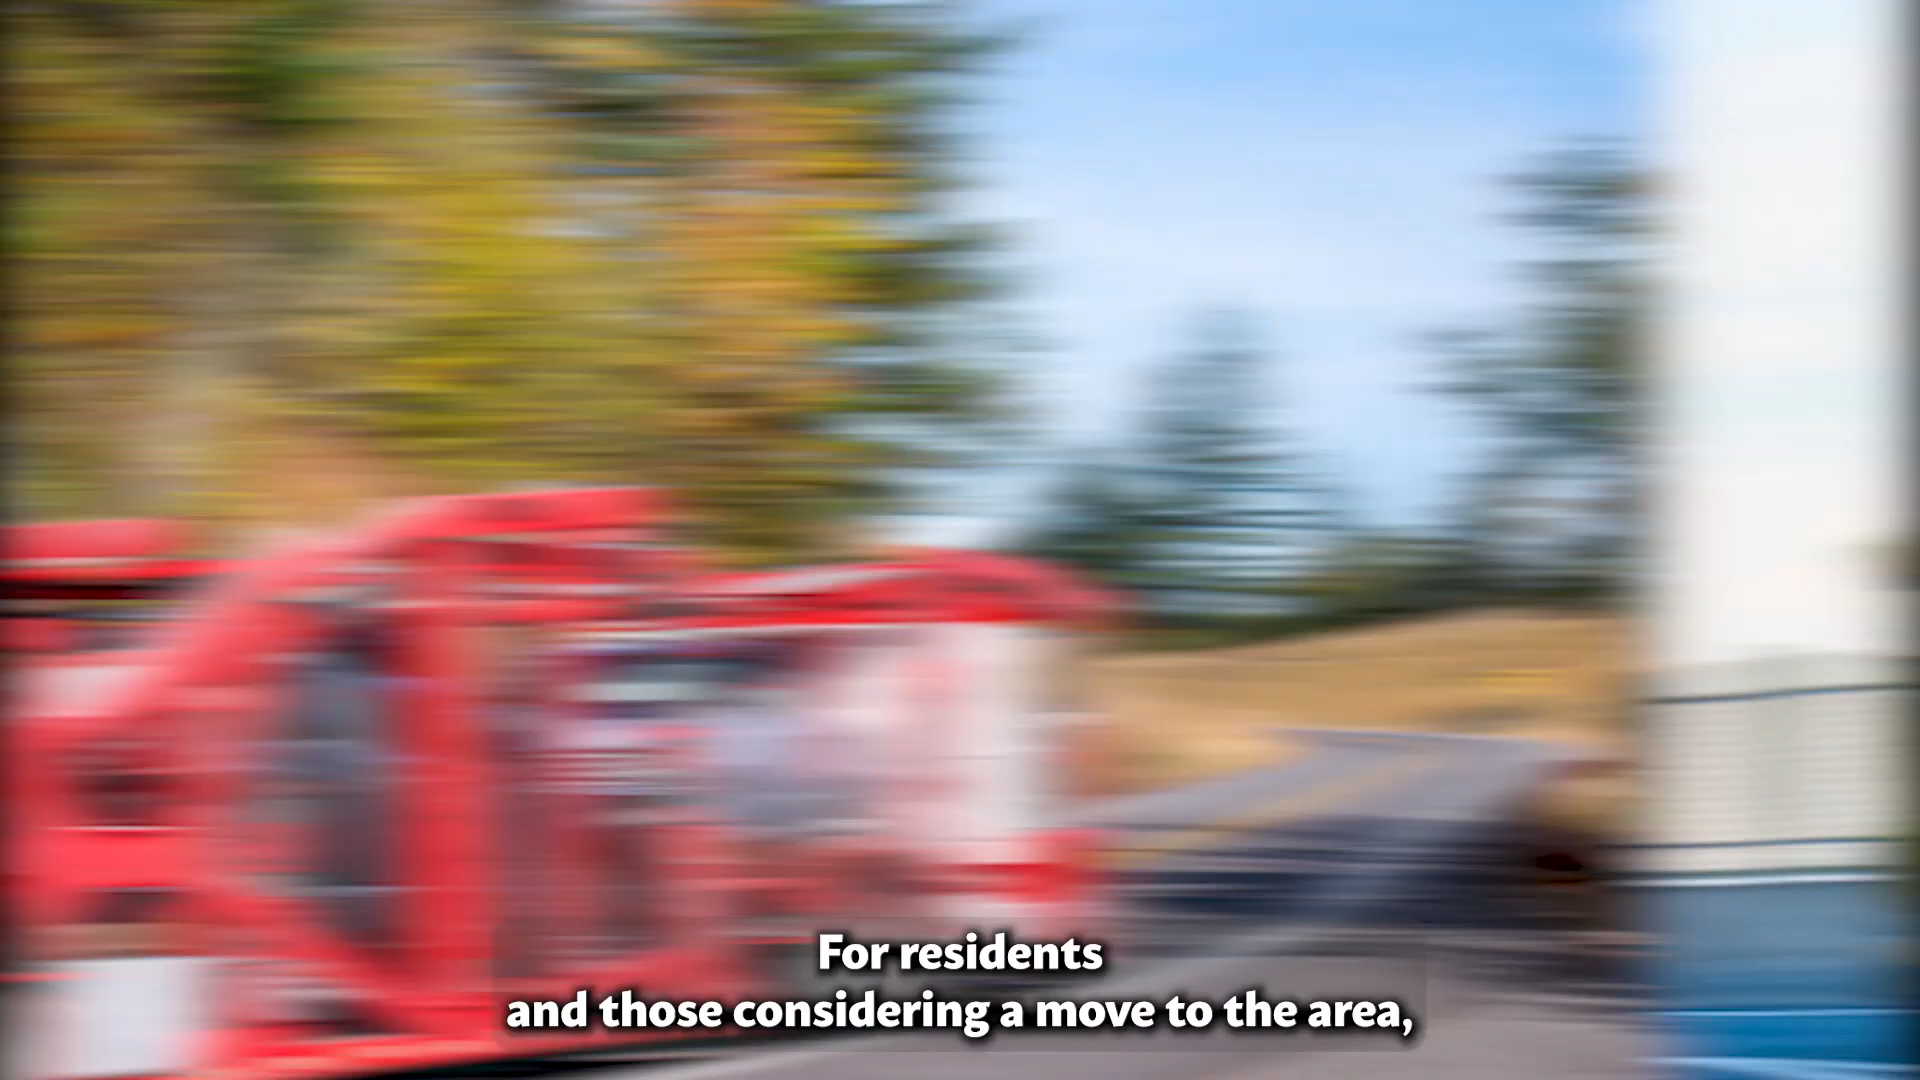 For residents
and those considering a move to the area,